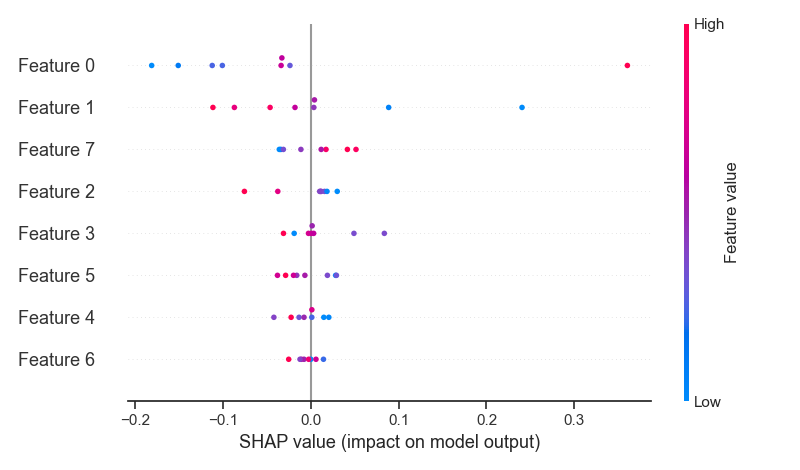 High
Feature 0
Feature 1
Feature 7
Feature 2
Feature 3
Feature 5
Feature 4
Feature 6
Feature value
Low
−0.2 −0.1 0.0 0.1 0.2 0.3
SHAP value (impact on model output)